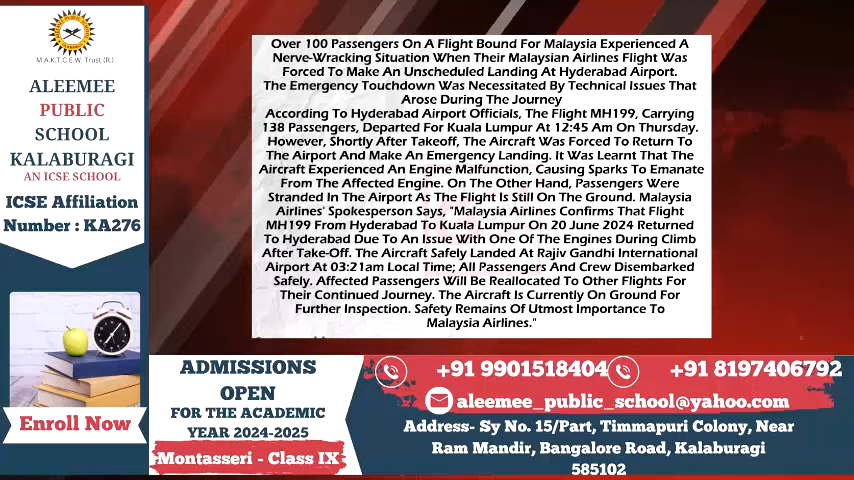 M.A.K.T.C.E.W. Trust (R.)
ALEEMEE
PUBLIC
SCHOOL
KALABURAGI
AN ICSE SCHOOL
ICSE Affiliation
Number : KA276
Enroll Now
Over 100 Passengers On A Flight Bound For Malaysia Experienced A
Nerve-Wracking Situation When Their Malaysian Airlines Flight Was
Forced To Make An Unscheduled Landing At Hyderabad Airport.
The Emergency Touchdown Was Necessitated By Technical Issues That
Arose During The Journey
According To Hyderabad Airport Officials, The Flight MH199, Carrying
138 Passengers, Departed For Kuala Lumpur At 12:45 Am On Thursday.
However, Shortly After Takeoff, The Aircraft Was Forced To Return To
The Airport And Make An Emergency Landing. It Was Learnt That The
Aircraft Experienced An Engine Malfunction, Causing Sparks To Emanate
From The Affected Engine. On The Other Hand, Passengers Were
Stranded In The Airport As The Flight Is Still On The Ground. Malaysia
Airlines' Spokesperson Says, "Malaysia Airlines Confirms That Flight
MH199 From Hyderabad To Kuala Lumpur On 20 June 2024 Returned
To Hyderabad Due To An Issue With One Of The Engines During Climb
After Take-Off. The Aircraft Safely Landed At Rajiv Gandhi International
Airport At 03:21am Local Time; All Passengers And Crew Disembarked
Safely. Affected Passengers Will Be Reallocated To Other Flights For
Their Continued Journey. The Aircraft Is Currently On Ground For
Further Inspection. Safety Remains Of Utmost Importance To
Malaysia Airlines."
ADMISSIONS
OPEN
FOR THE ACADEMIC
YEAR 2024-2025
Montasseri - Class IX
+91 9901518404 +91 8197406792
aleemee_public_school@yahoo.com
Address- Sy No. 15/Part, Timmapuri Colony, Near
Ram Mandir, Bangalore Road, Kalaburagi
585102